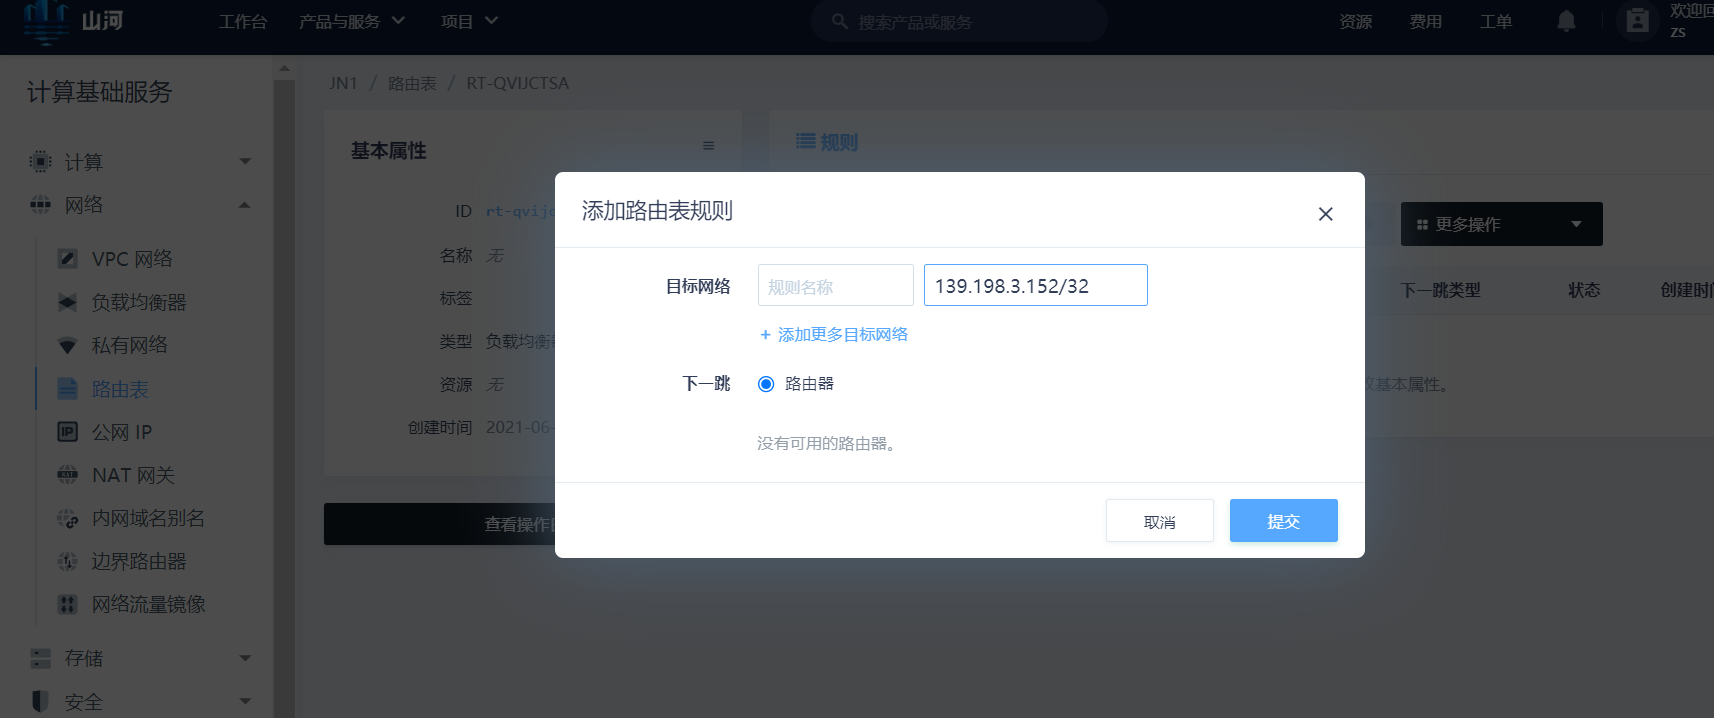 山河
工作台
产品与服务
项目
搜索产品或服务
资源
费用
工单
欢迎回
zs
计算基础服务
计算
网络
VPC 网络
负载均衡器
私有网络
路由表
公网 IP
NAT 网关
内网域名别名
边界路由器
网络流量镜像
存储
安全
JN1 / 路由表 / RT-QVIJCTSA
基本属性
ID rt-qvijc
名称 无
标签
类型 负载均衡
资源 无
创建时间 2021-06-
查看操作
规则
更多操作
下一跳类型
状态
创建时间
基本属性。
添加路由表规则
目标网络 规则名称 139.198.3.152/32
+ 添加更多目标网络
下一跳 路由器
没有可用的路由器。
取消
提交